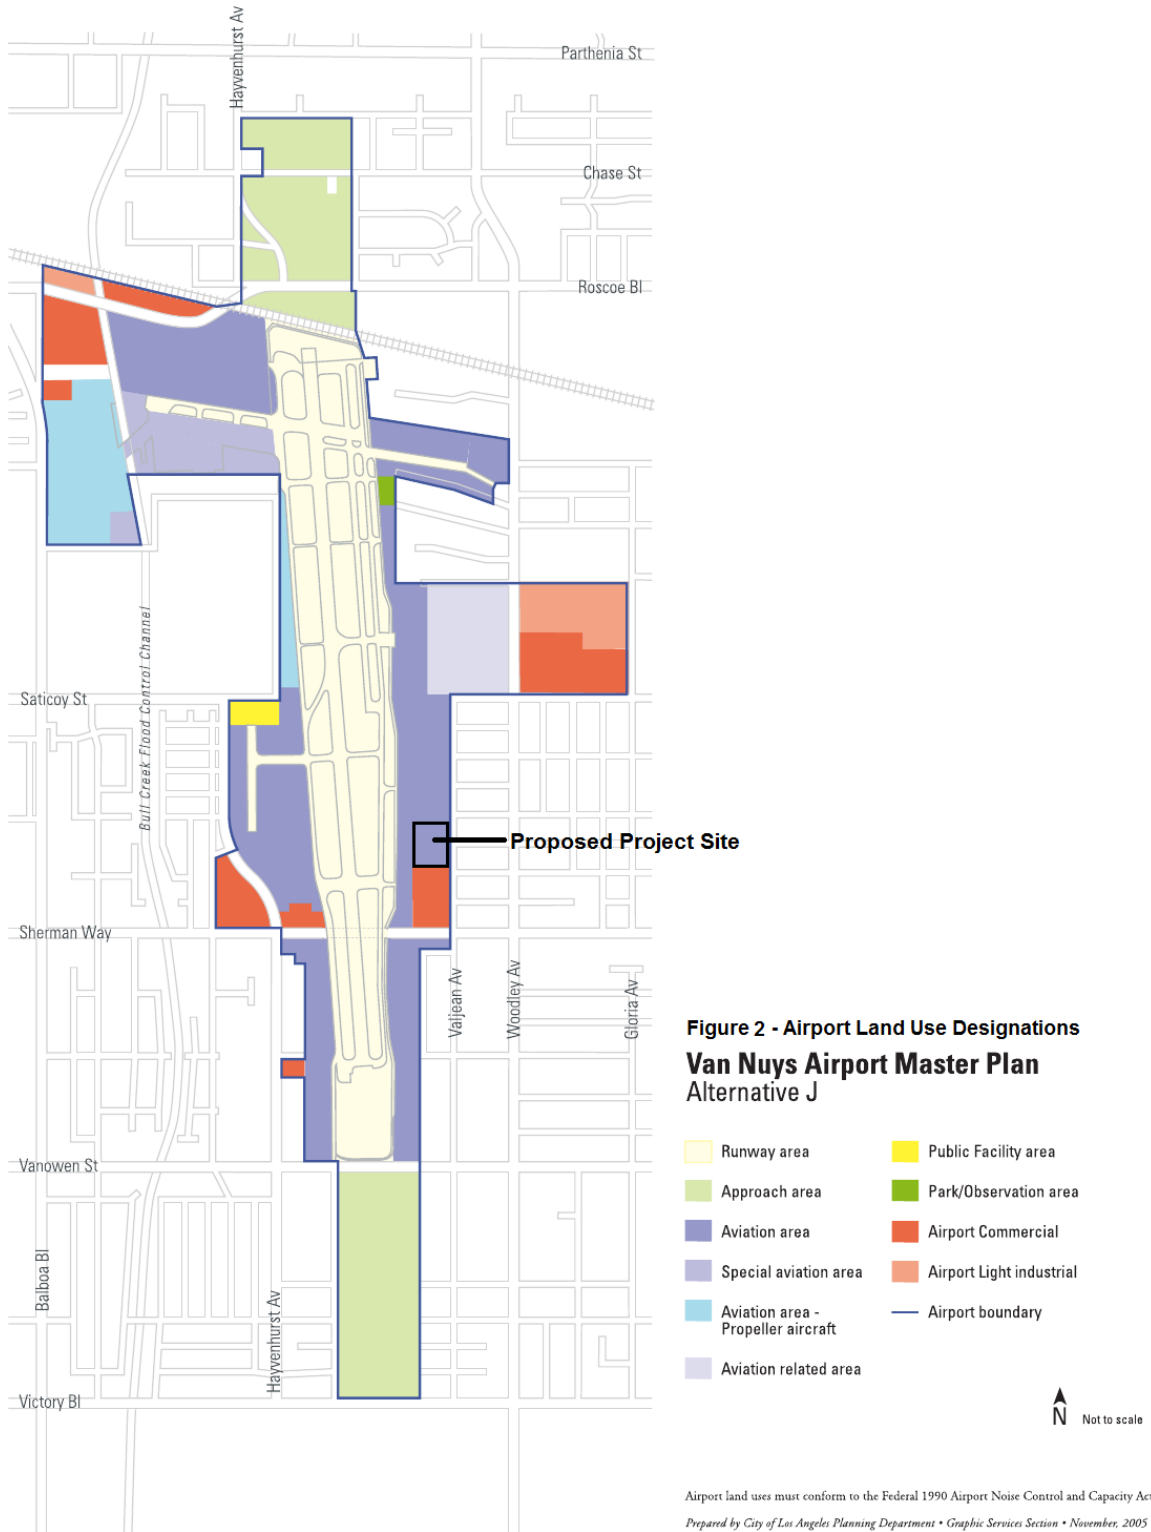 Hayvenhurst Av
Parthenia St
Chase St
Roscoe Bl
Bull Creek Flood Control Channel
Saticoy St
Proposed Project Site
Sherman Way
Valjean Av
Woodley Av
Gloria Av
Figure 2 - Airport Land Use Designations
Van Nuys Airport Master Plan
Alternative J
Runway area
Approach area
Aviation area
Special aviation area
Aviation area -
Propeller aircraft
Aviation related area
Public Facility area
Park/Observation area
Airport Commercial
Airport Light industrial
Airport boundary
Vanowen St
Balboa Bl
Hayvenhurst Av
Victory Bl
N
Not to scale
Airport land uses must conform to the Federal 1990 Airport Noise Control and Capacity Act
Prepared by City of Los Angeles Planning Department • Graphic Services Section • November, 2005